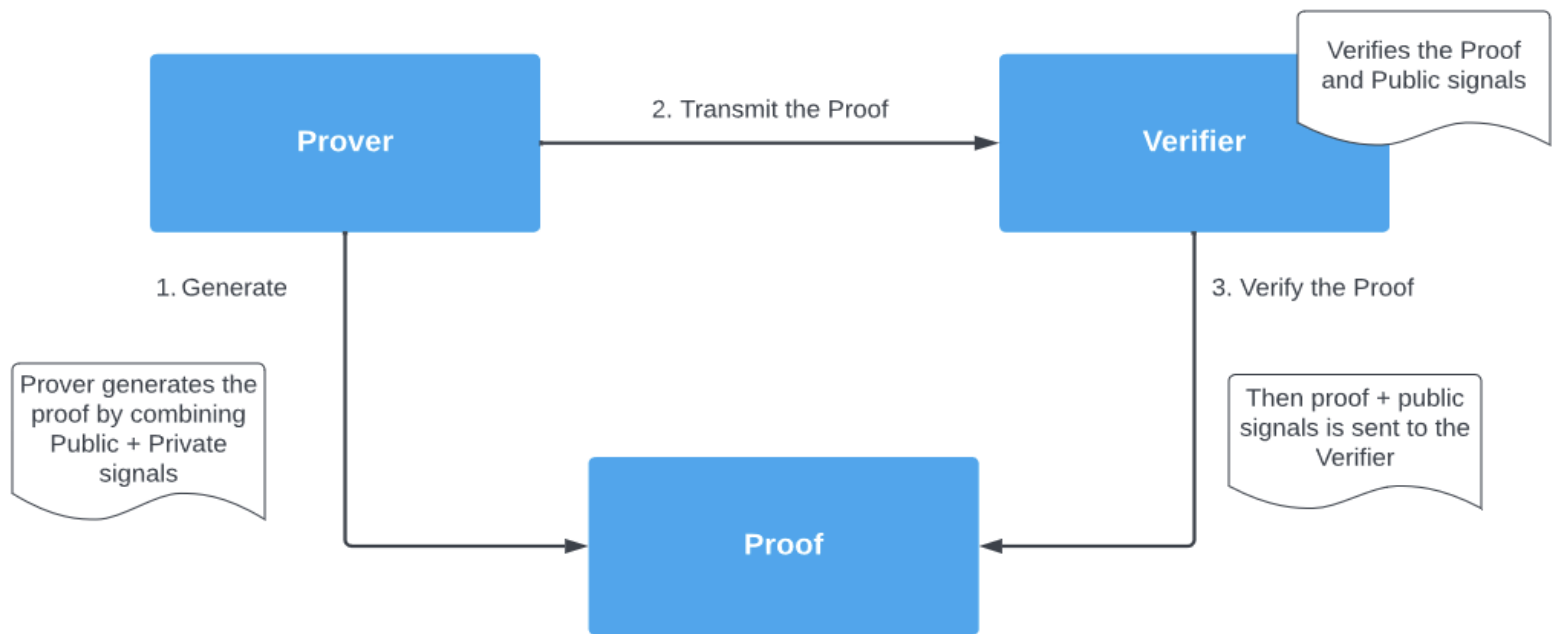 Verifies the Proof
and Public signals
Prover
2. Transmit the Proof
Verifier
1. Generate
3. Verify the Proof
Prover generates the
proof by combining
Public + Private
signals
Then proof + public
signals is sent to the
Verifier
Proof